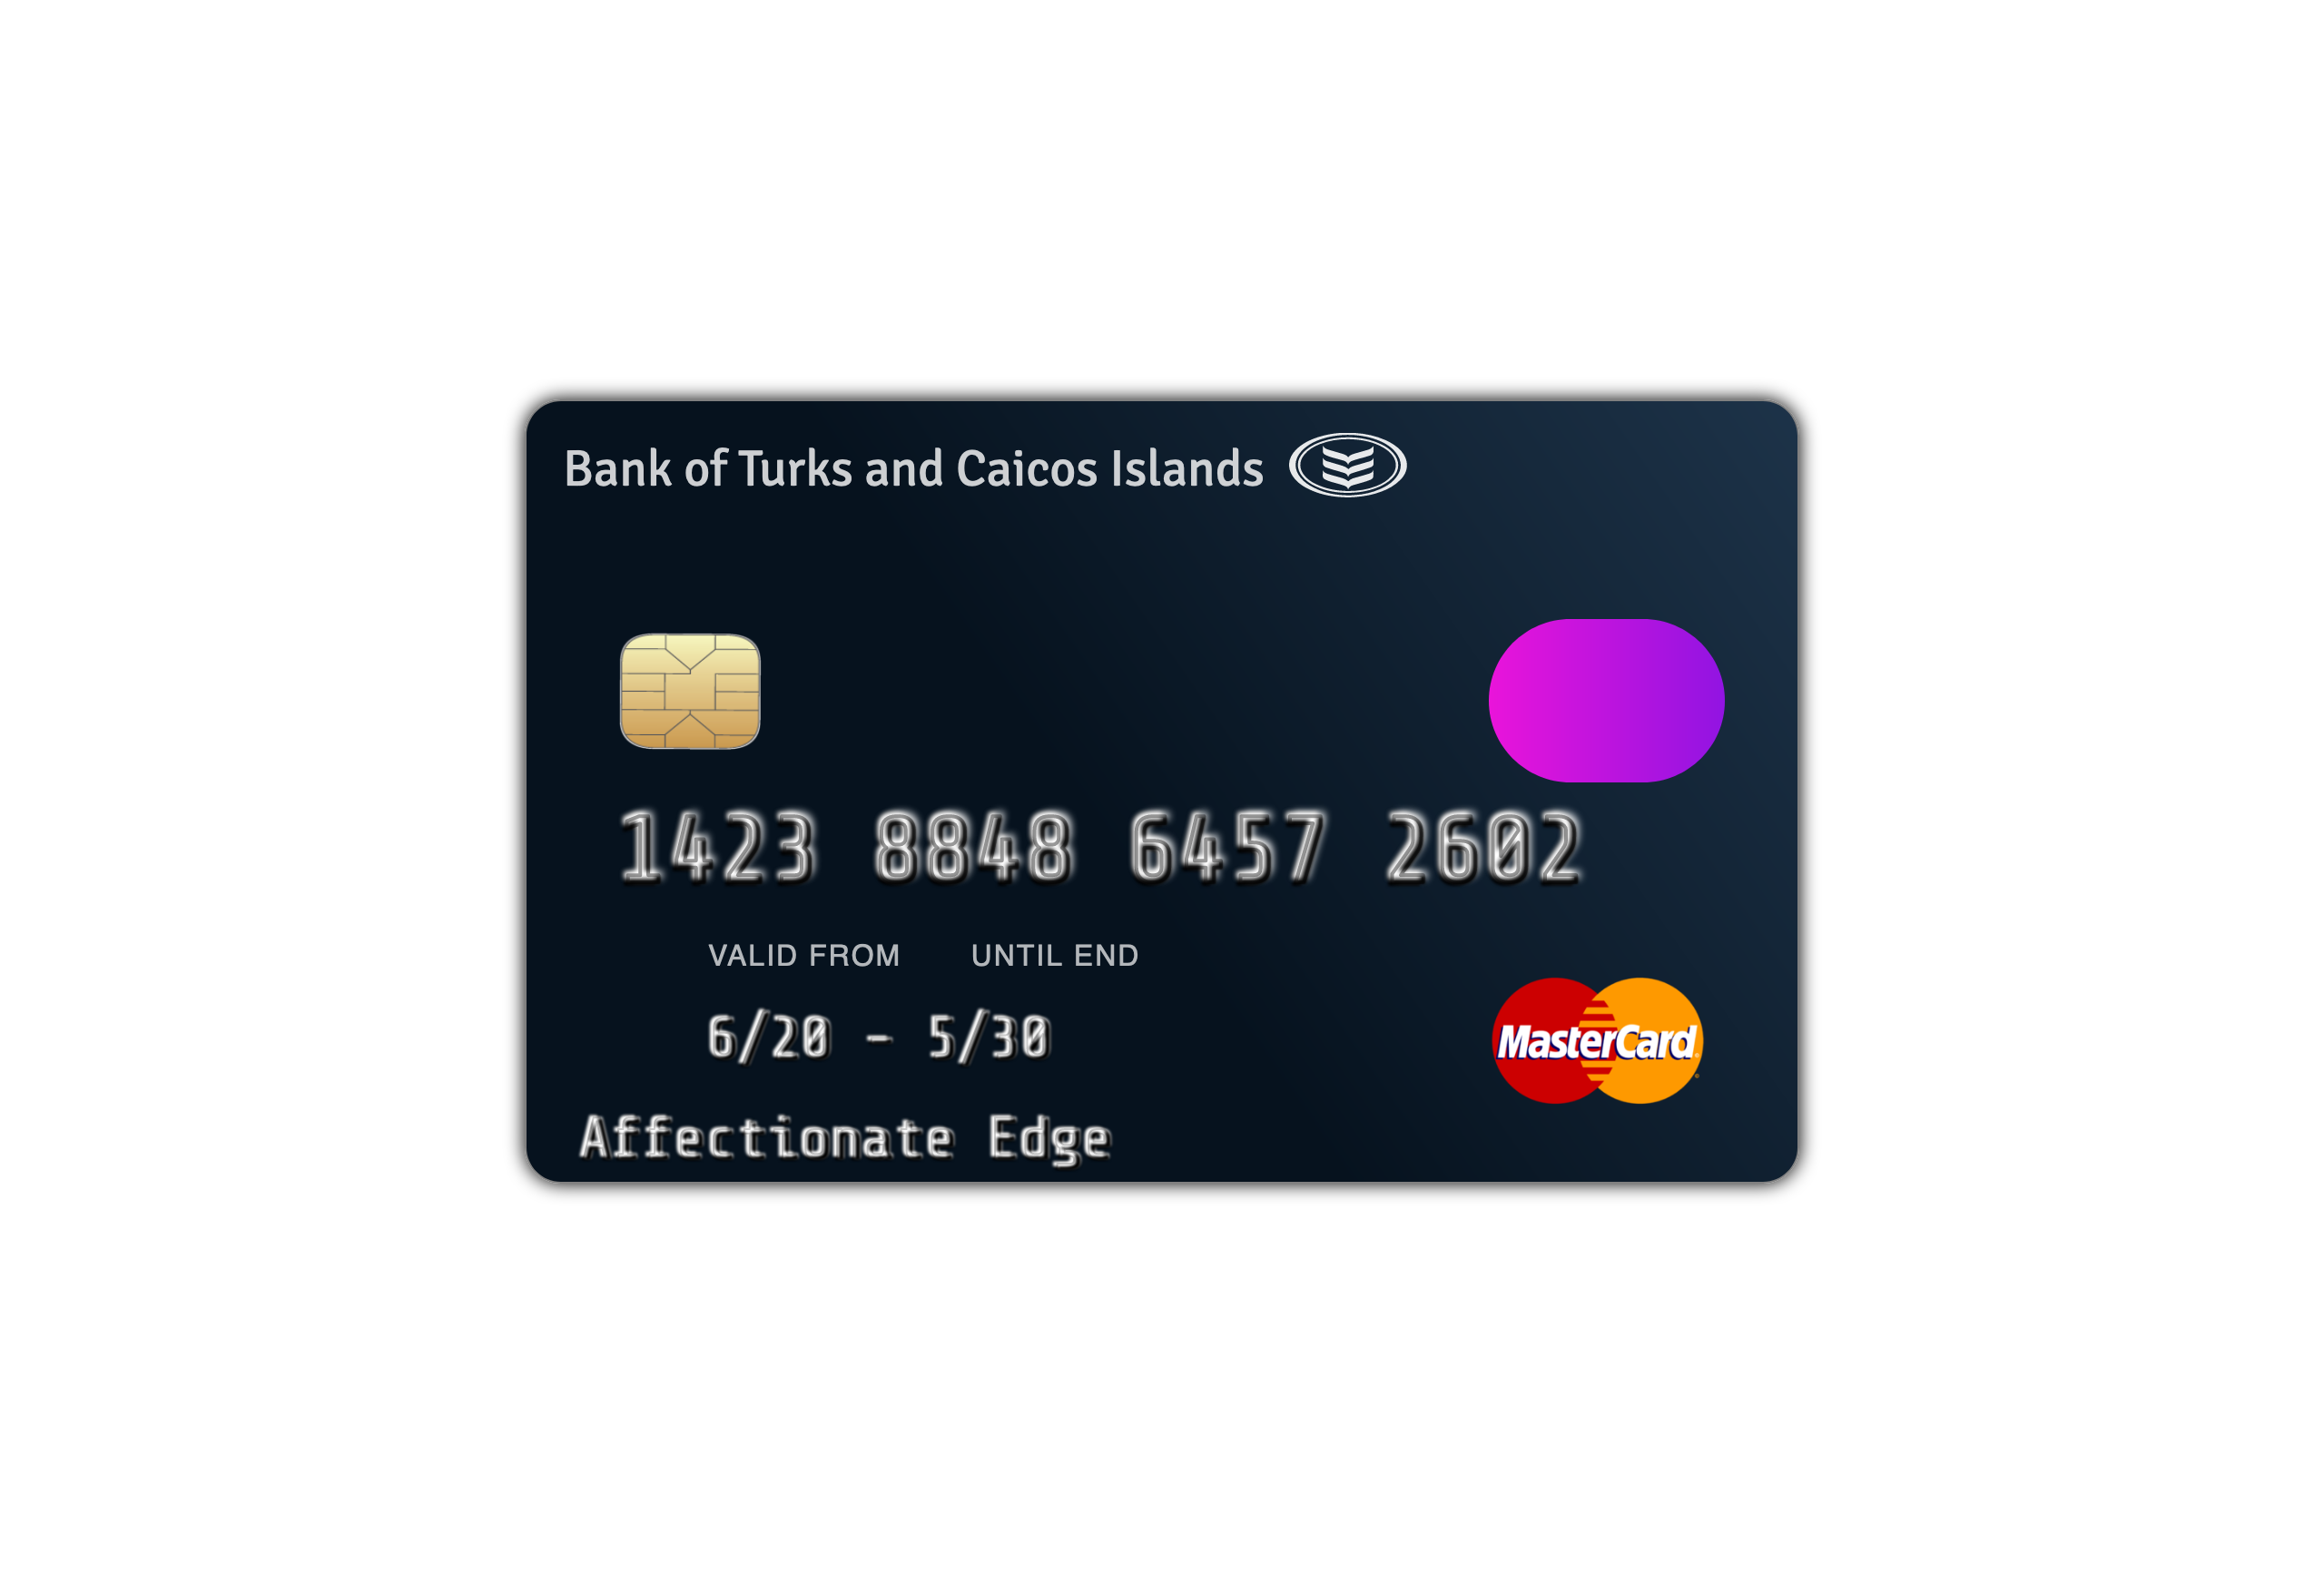 Bank of Turks and Caicos Islands
1423 8848 6457 2602
VALID FROM UNTIL END
6/20 - 5/30
MasterCard
Affectionate Edge